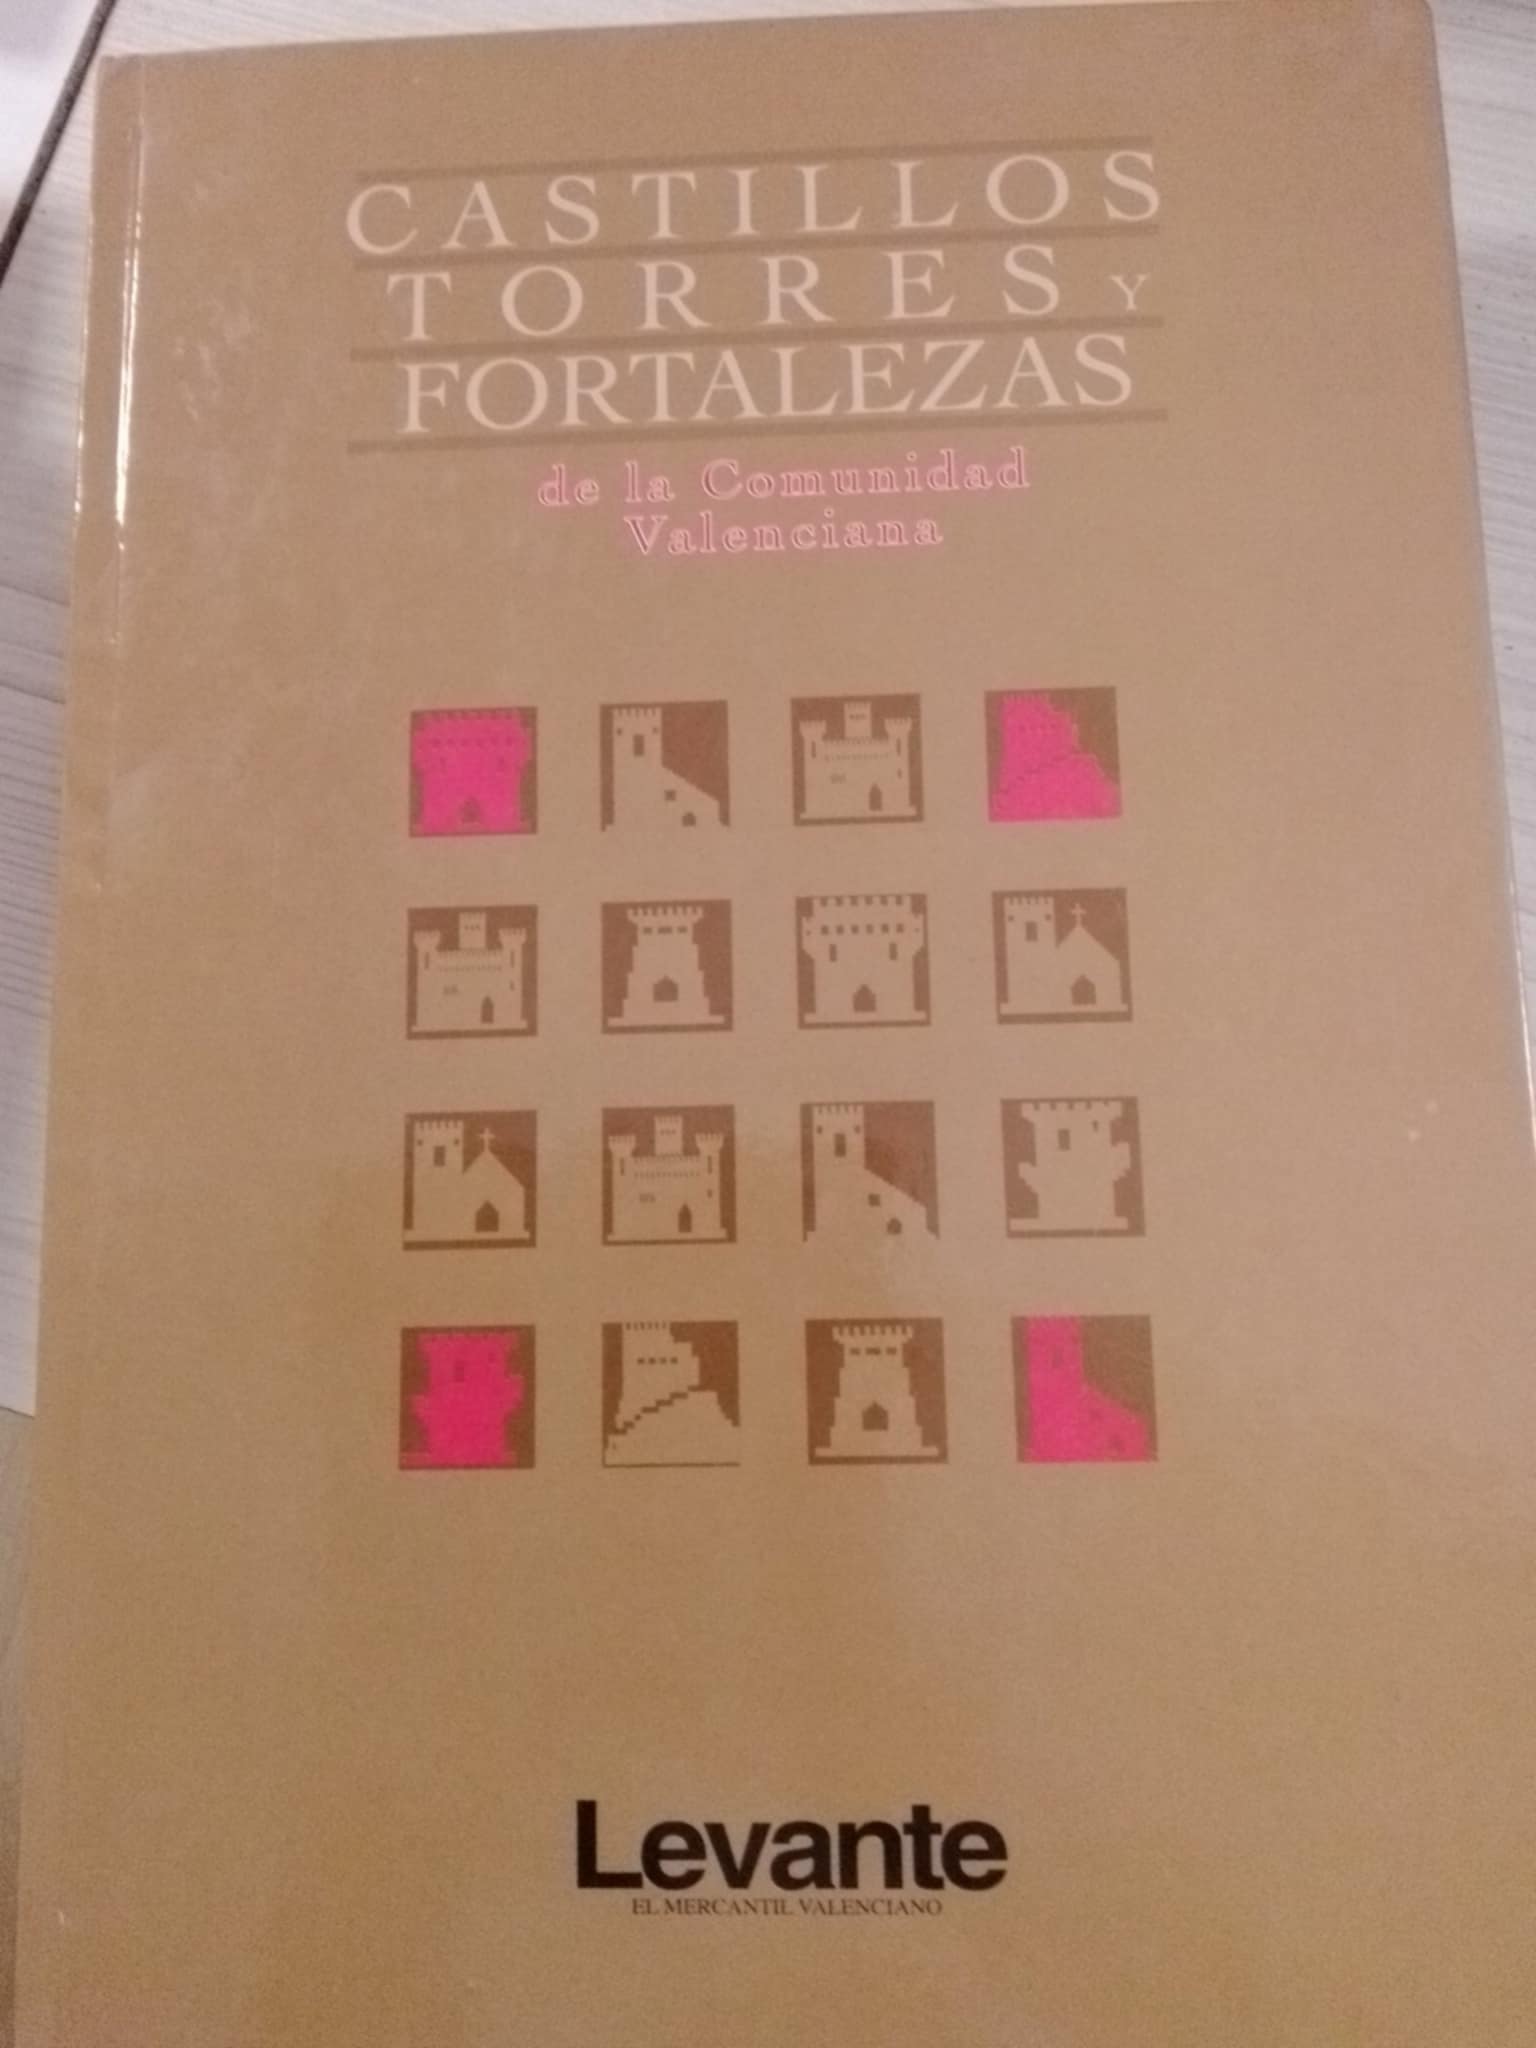 CASTILLOS
TORRES Y
FORTALEZAS
de la Comunidad
Valenciana
Levante
EL MERCANTIL VALENCIANO